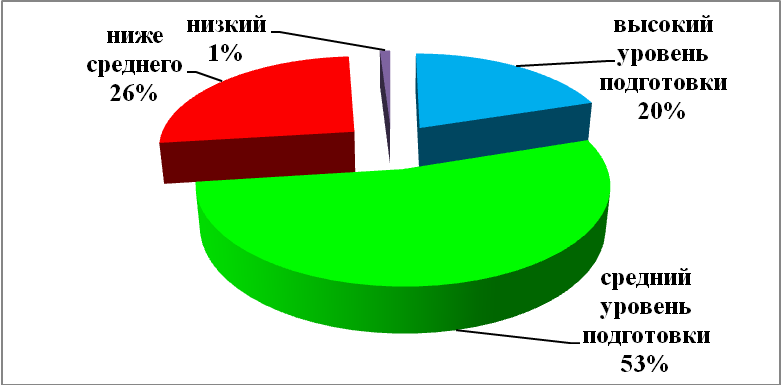 низкий
1%
ниже
среднего
26%
высокий
уровень
подготовки
20%
средний
уровень
подготовки
53%